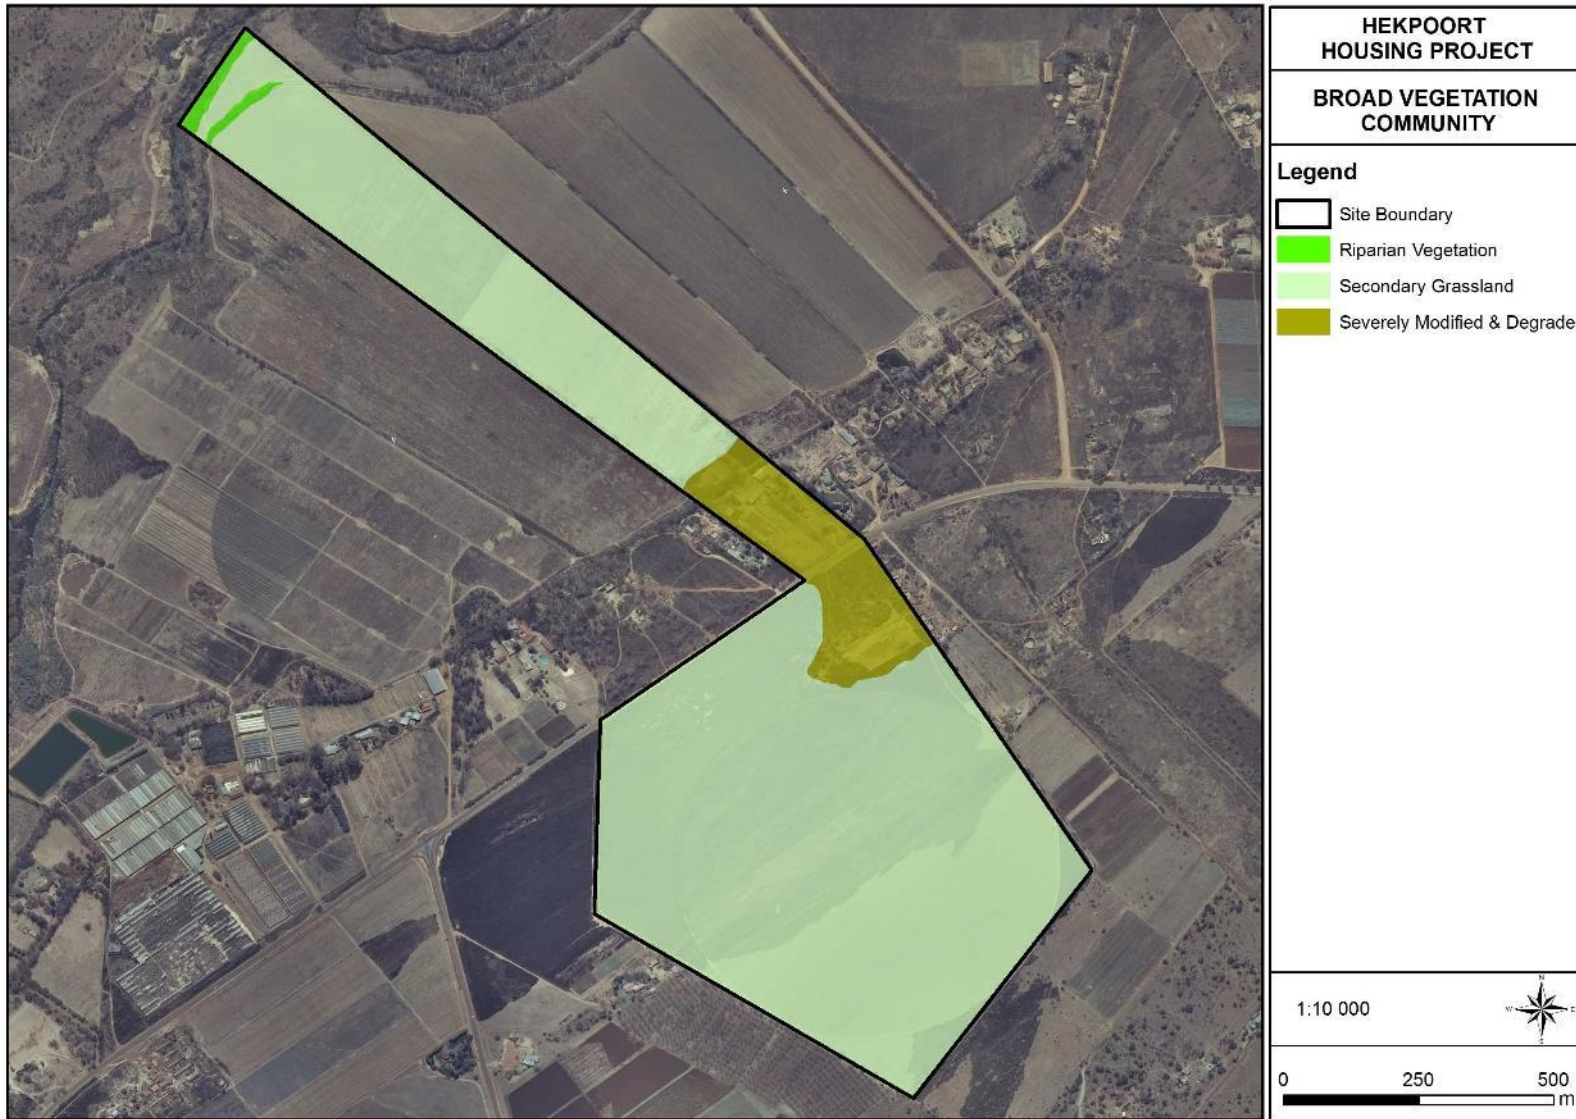 HEKPOORT
HOUSING PROJECT
BROAD VEGETATION
COMMUNITY
Legend
Site Boundary
Riparian Vegetation
Secondary Grassland
Severely Modified & Degrade
1:10 000
N
W
E
S
0 250 500
m